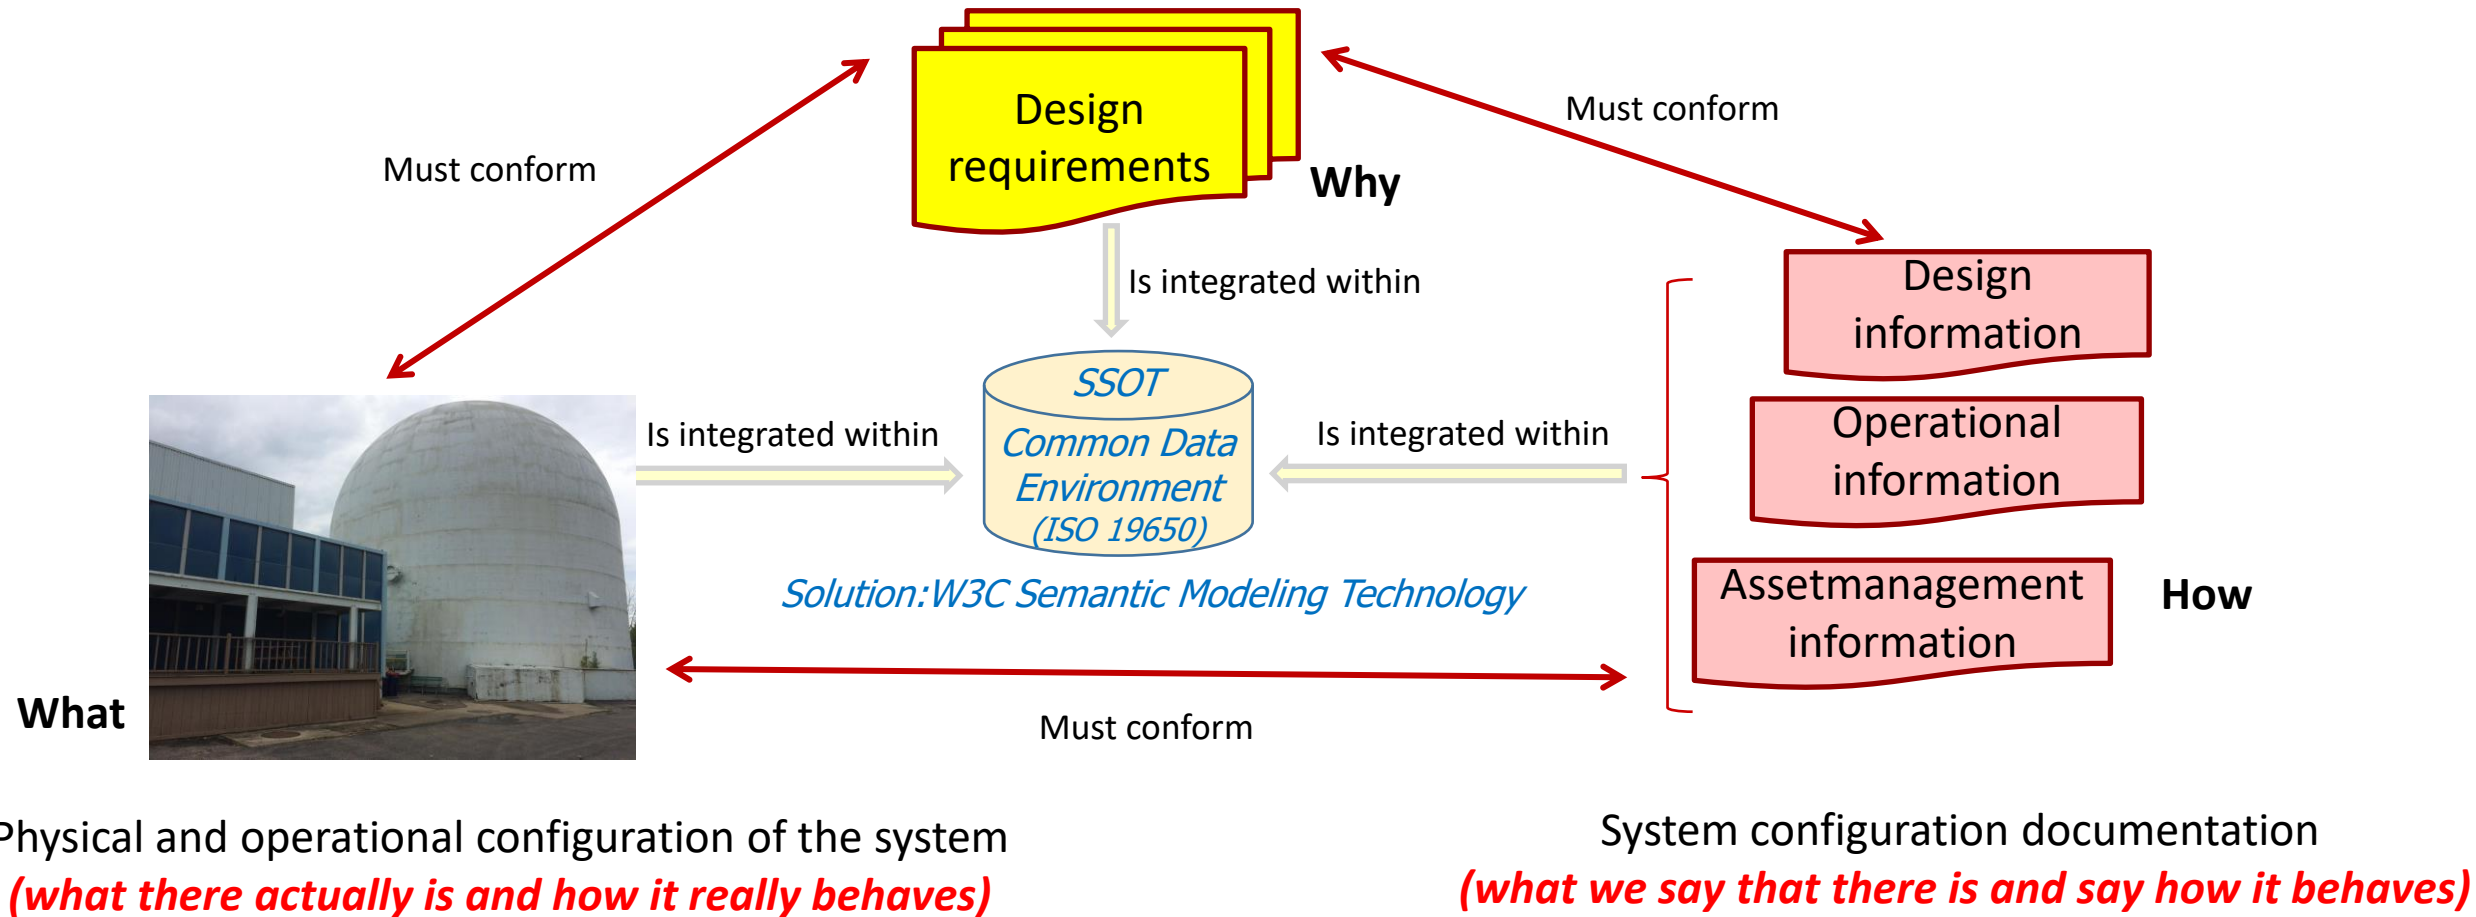 Design
requirements
Why
Must conform
Must conform
Is integrated within
Design
information
SSOT
Common Data
Environment
(ISO 19650)
Is integrated within
Is integrated within
Operational
information
Solution:W3C Semantic Modeling Technology
Assetmanagement
information
How
What
Must conform
Physical and operational configuration of the system
(what there actually is and how it really behaves)
System configuration documentation
(what we say that there is and say how it behaves)